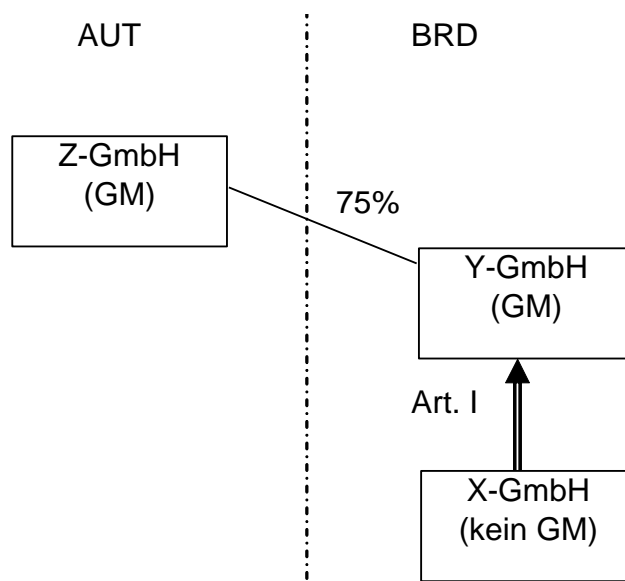 AUT
BRD
Z-GmbH
(GM)
75%
Y-GmbH
(GM)
Art. I
X-GmbH
(kein GM)